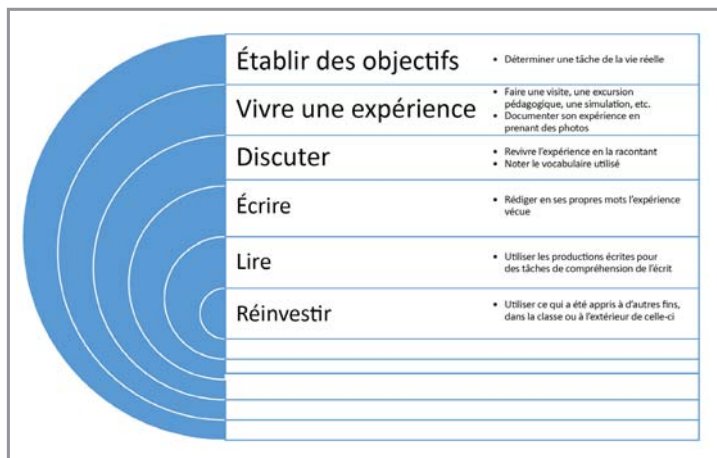 Établir des objectifs
• Déterminer une tâche de la vie réelle
Vivre une expérience
• Faire une visite, une excursion
pédagogique, une simulation, etc.
• Documenter son expérience en
prenant des photos
Discuter
• Revivre l'expérience en la racontant
• Noter le vocabulaire utilisé
Écrire
• Rédiger en ses propres mots l'expérience
vécue
Lire
• Utiliser les productions écrites pour
des tâches de compréhension de l'écrit
Réinvestir
• Utiliser ce qui a été appris à d'autres fins,
dans la classe ou à l'extérieur de celle-ci